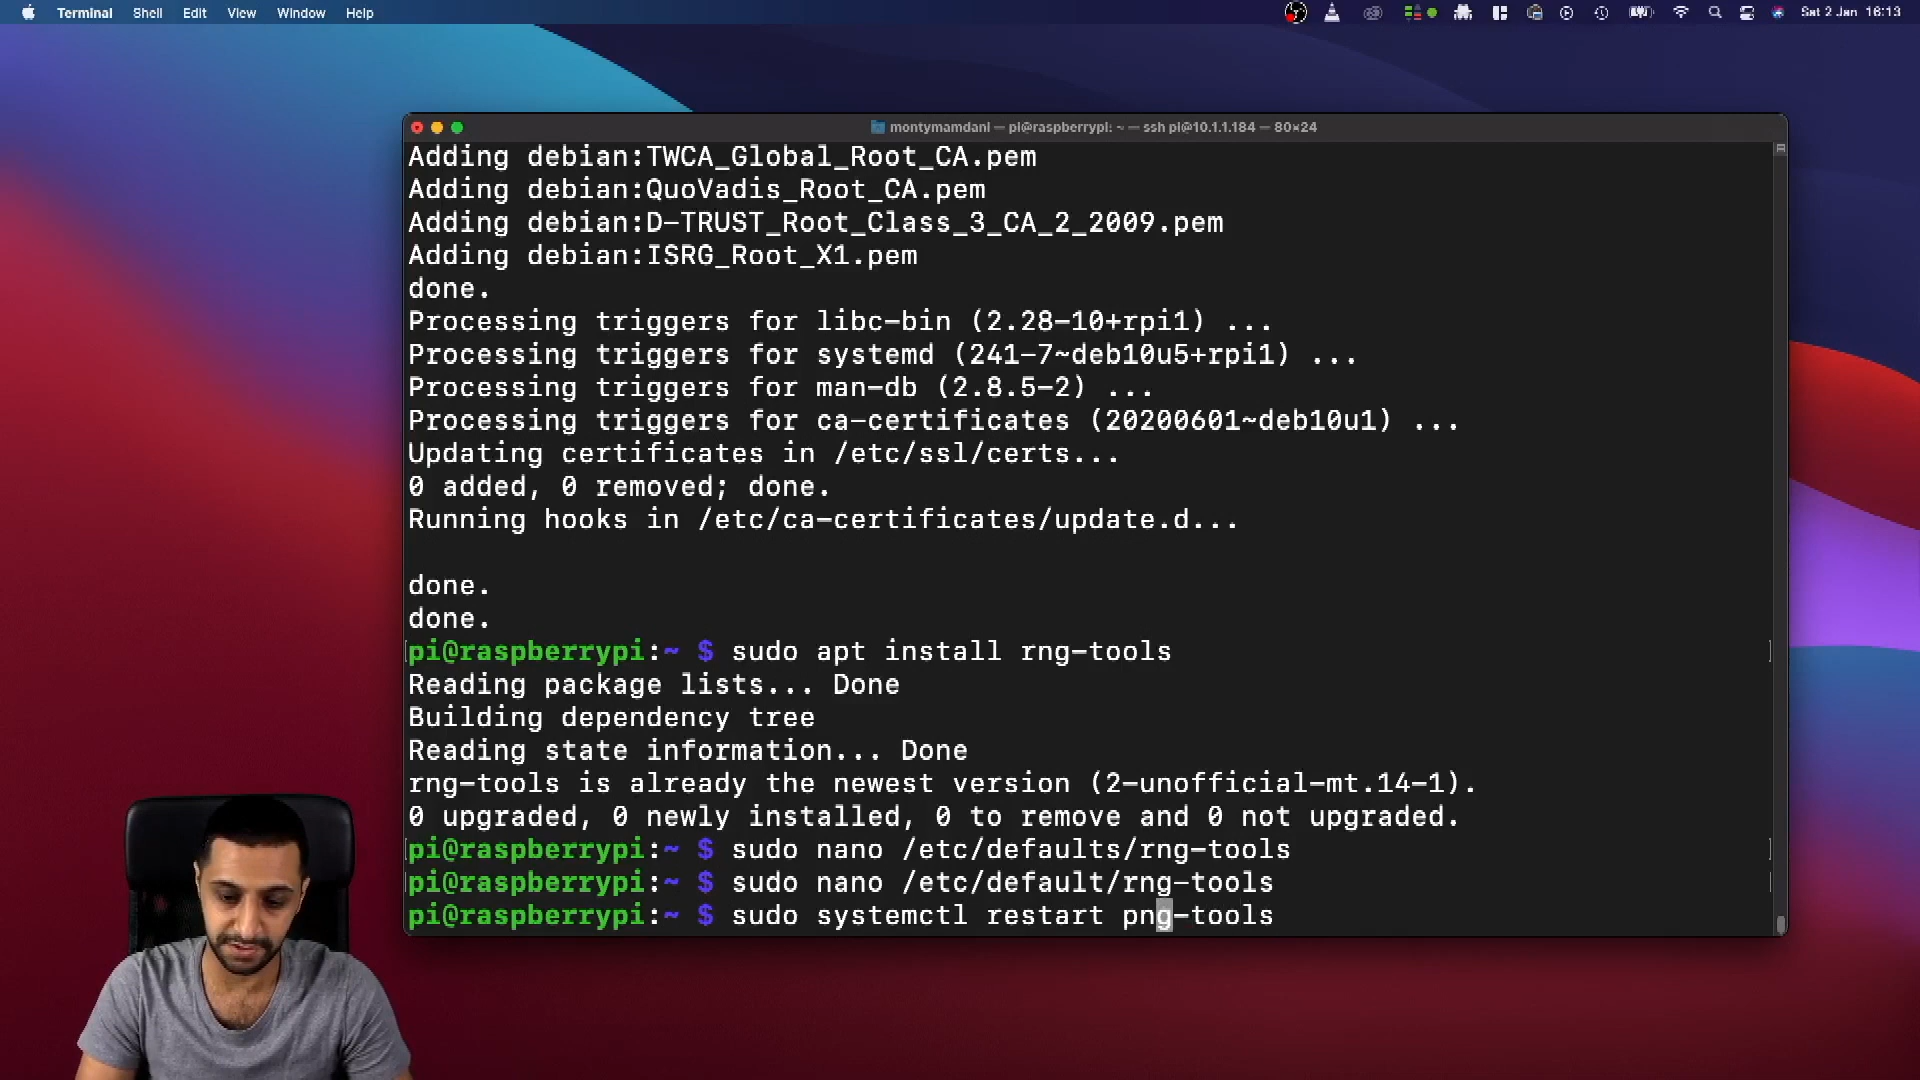 Terminal Shell Edit View Window Help Sat 2 Jan 16:13
montymamdani — pi@raspberrypi: ~ — ssh pi@10.1.1.184 — 80×24
Adding debian:TWCA_Global_Root_CA.pem
Adding debian:QuoVadis_Root_CA.pem
Adding debian:D-TRUST_Root_Class_3_CA_2_2009.pem
Adding debian:ISRG_Root_X1.pem
done.
Processing triggers for libc-bin (2.28-10+rpi1) ...
Processing triggers for systemd (241-7~deb10u5+rpi1) ...
Processing triggers for man-db (2.8.5-2) ...
Processing triggers for ca-certificates (20200601~deb10u1) ...
Updating certificates in /etc/ssl/certs...
0 added, 0 removed; done.
Running hooks in /etc/ca-certificates/update.d...
done.
done.
pi@raspberrypi:~ $ sudo apt install rng-tools
Reading package lists... Done
Building dependency tree
Reading state information... Done
rng-tools is already the newest version (2-unofficial-mt.14-1).
0 upgraded, 0 newly installed, 0 to remove and 0 not upgraded.
pi@raspberrypi:~ $ sudo nano /etc/defaults/rng-tools
pi@raspberrypi:~ $ sudo nano /etc/default/rng-tools
pi@raspberrypi:~ $ sudo systemctl restart png-tools